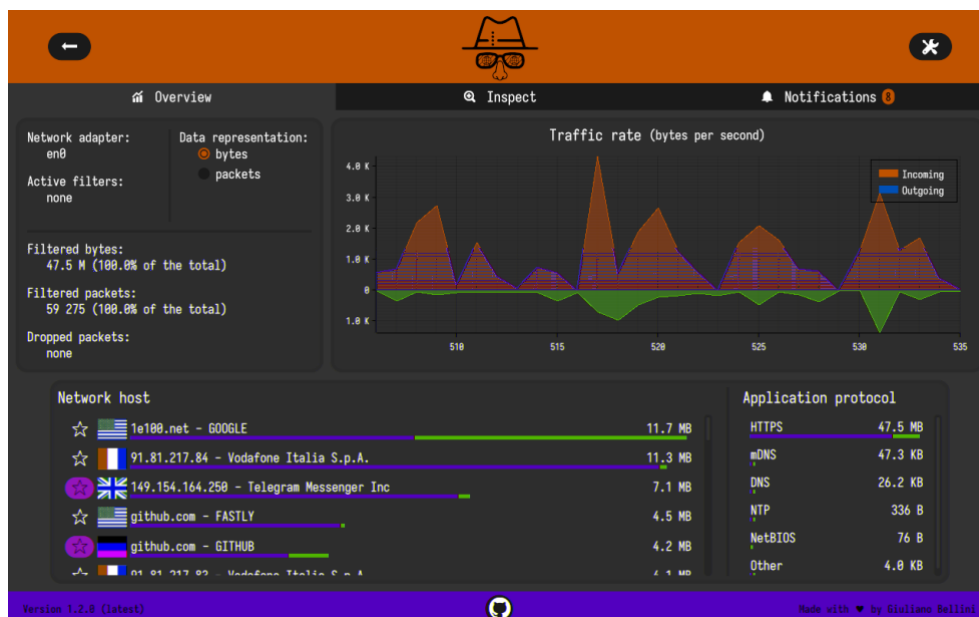 Overview
Inspect
Notifications 8
Network adapter:
en0
Active filters:
none
Data representation:
bytes
packets
Filtered bytes:
47.5 M (100.0% of the total)
Filtered packets:
59 275 (100.0% of the total)
Dropped packets:
none
Traffic rate (bytes per second)
4.0 K
3.0 K
2.0 K
1.0 K
0
1.0 K
510 515 520 525 530 535
Incoming
Outgoing
Network host
1e100.net - GOOGLE 11.7 MB
91.81.217.84 - Vodafone Italia S.p.A. 11.3 MB
149.154.164.250 - Telegram Messenger Inc 7.1 MB
github.com - FASTLY 4.5 MB
github.com - GITHUB 4.2 MB
Vodafone Italia S.p.A.
Application protocol
HTTPS 47.5 MB
mDNS 47.3 KB
DNS 26.2 KB
NTP 336 B
NetBIOS 76 B
Other 4.0 KB
Version 1.2.0 (latest)
Made with ♥ by Giuliano Bellini